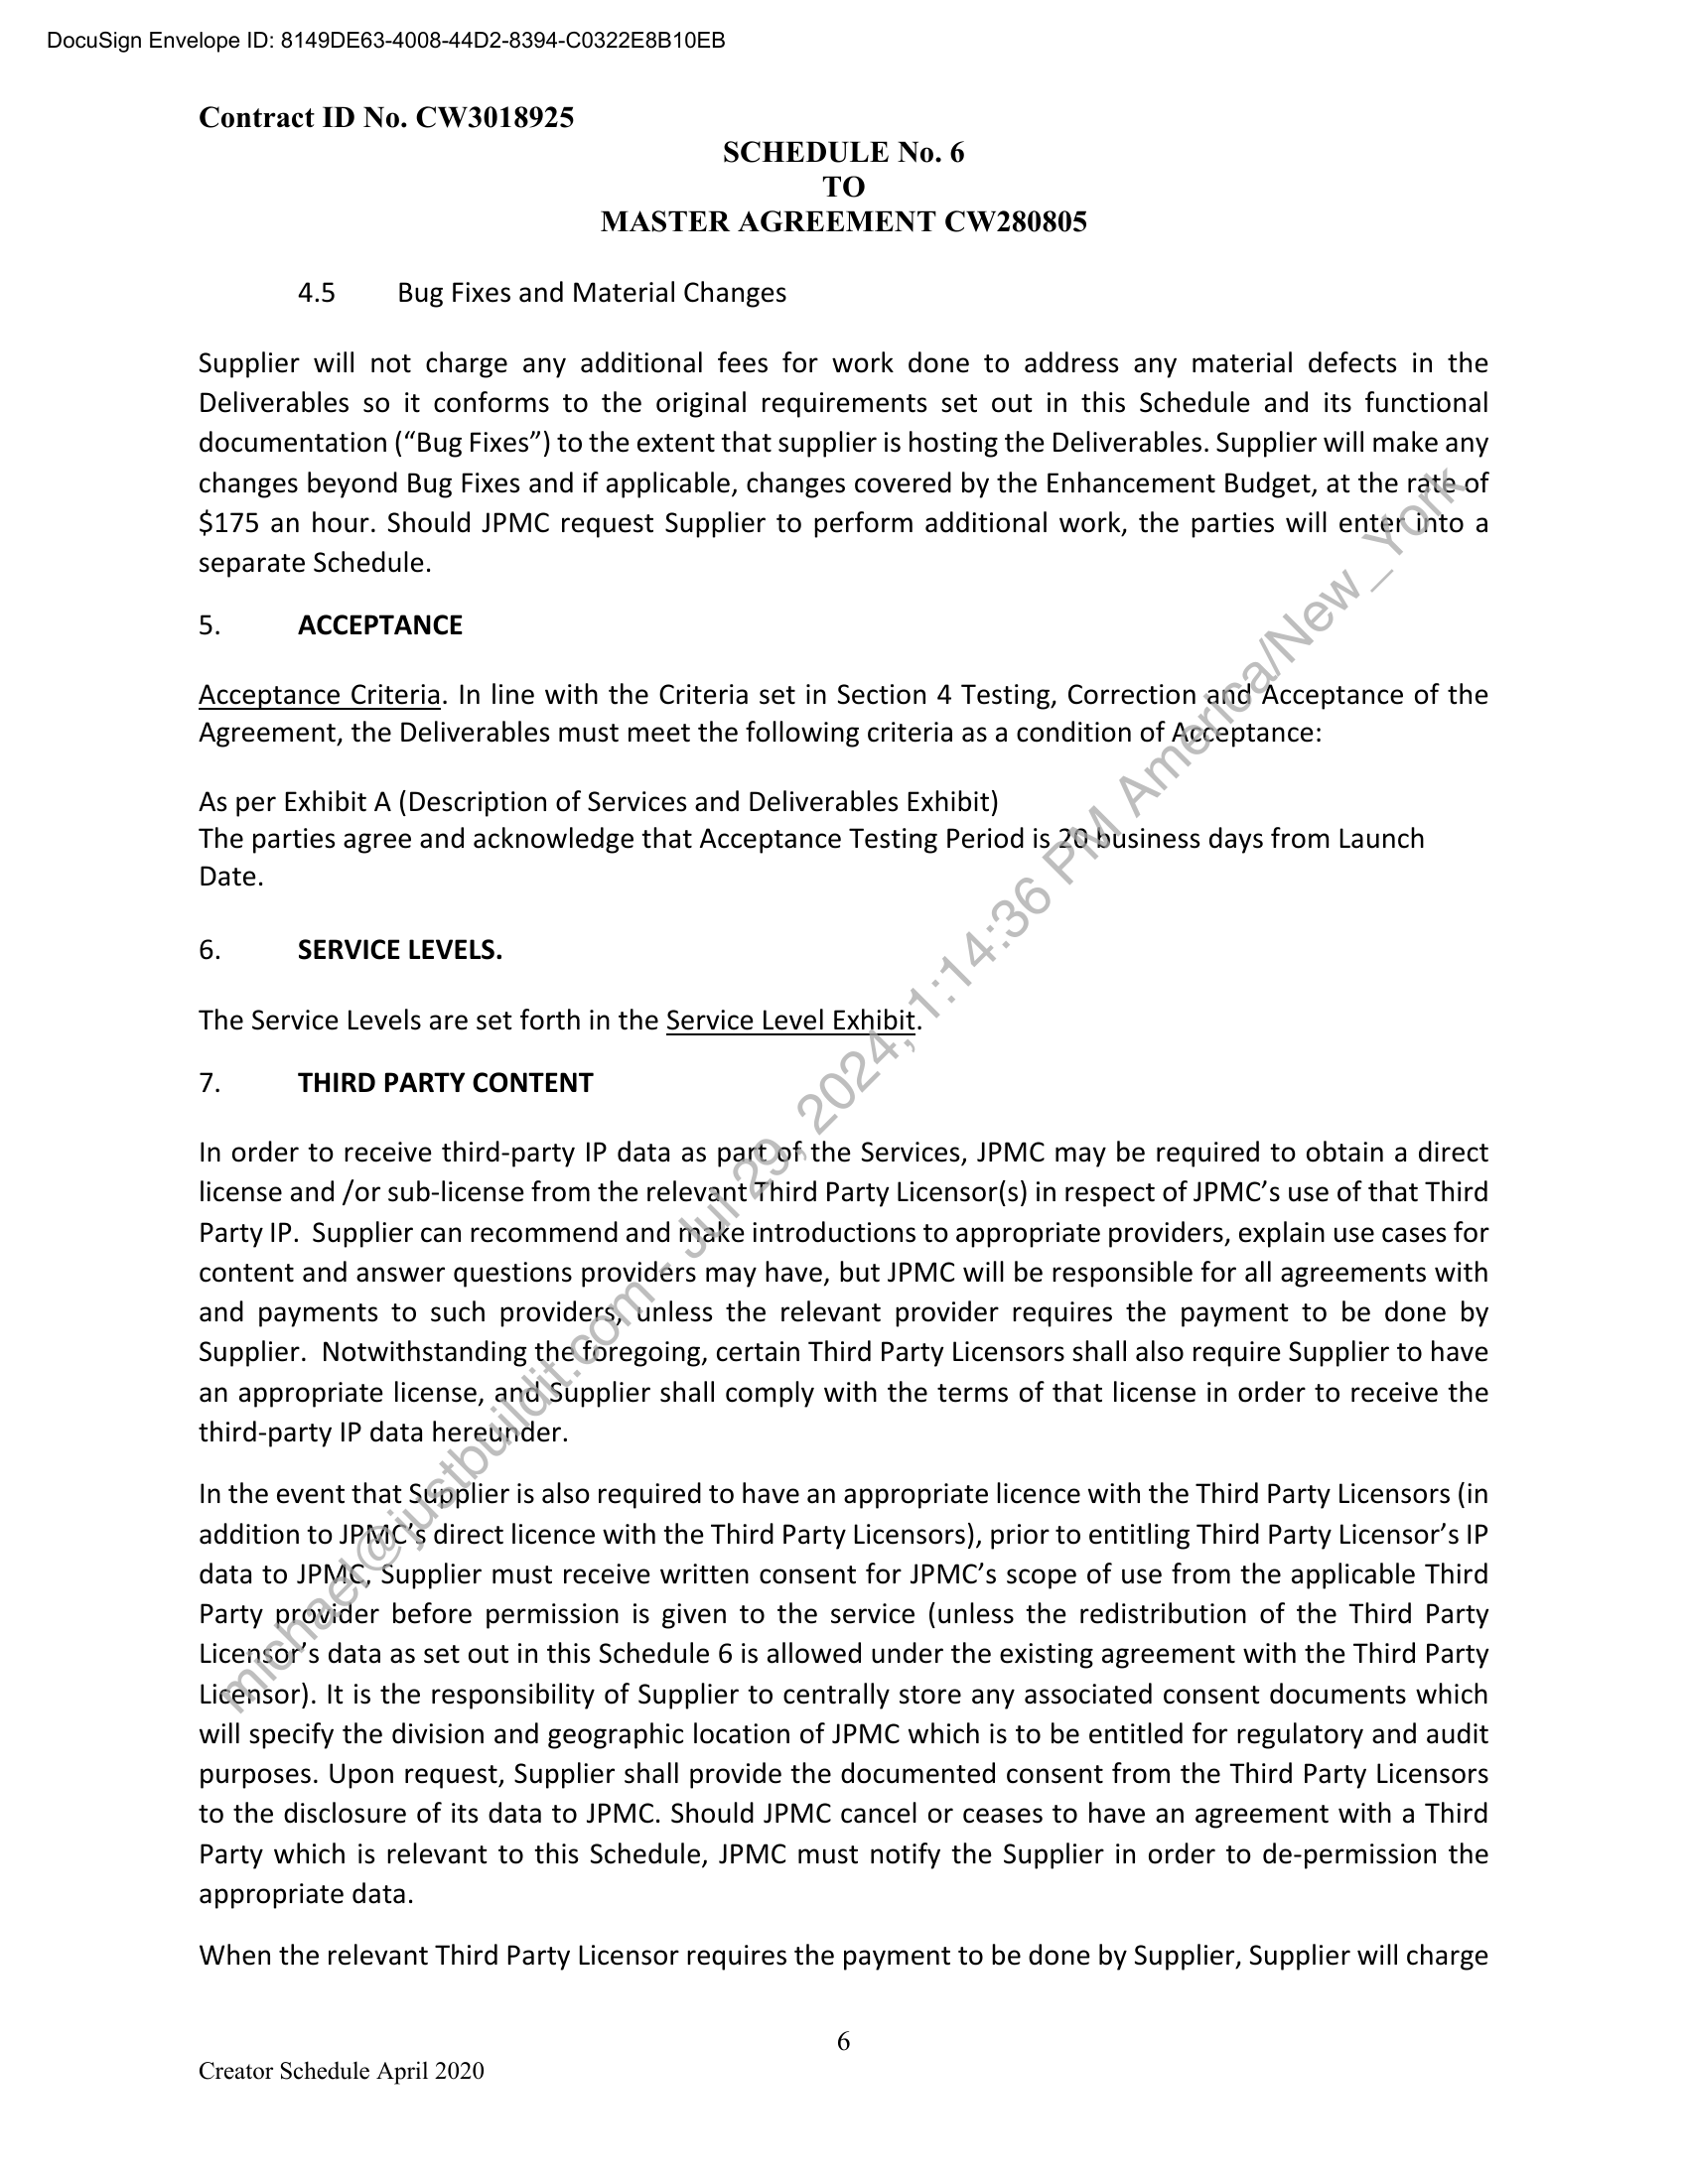 DocuSign Envelope ID: 8149DE63-4008-44D2-8394-C0322E8B10EB
Contract ID No. CW3018925
SCHEDULE No. 6
TO
MASTER AGREEMENT CW280805
4.5 Bug Fixes and Material Changes
Supplier will not charge any additional fees for work done to address any material defects in the
Deliverables so it conforms to the original requirements set out in this Schedule and its functional
documentation (“Bug Fixes”) to the extent that supplier is hosting the Deliverables. Supplier will make any
changes beyond Bug Fixes and if applicable, changes covered by the Enhancement Budget, at the rate of
$175 an hour. Should JPMC request Supplier to perform additional work, the parties will enter into a
separate Schedule.
5. ACCEPTANCE
Acceptance Criteria. In line with the Criteria set in Section 4 Testing, Correction and Acceptance of the
Agreement, the Deliverables must meet the following criteria as a condition of Acceptance:
As per Exhibit A (Description of Services and Deliverables Exhibit)
The parties agree and acknowledge that Acceptance Testing Period is 20 business days from Launch
Date.
6. SERVICE LEVELS.
The Service Levels are set forth in the Service Level Exhibit.
7. THIRD PARTY CONTENT
In order to receive third-party IP data as part of the Services, JPMC may be required to obtain a direct
license and /or sub-license from the relevant Third Party Licensor(s) in respect of JPMC’s use of that Third
Party IP. Supplier can recommend and make introductions to appropriate providers, explain use cases for
content and answer questions providers may have, but JPMC will be responsible for all agreements with
and payments to such providers, unless the relevant provider requires the payment to be done by
Supplier. Notwithstanding the foregoing, certain Third Party Licensors shall also require Supplier to have
an appropriate license, and Supplier shall comply with the terms of that license in order to receive the
third-party IP data hereunder.
In the event that Supplier is also required to have an appropriate licence with the Third Party Licensors (in
addition to JPMC’s direct licence with the Third Party Licensors), prior to entitling Third Party Licensor’s IP
data to JPMC, Supplier must receive written consent for JPMC’s scope of use from the applicable Third
Party provider before permission is given to the service (unless the redistribution of the Third Party
Licensor’s data as set out in this Schedule 6 is allowed under the existing agreement with the Third Party
Licensor). It is the responsibility of Supplier to centrally store any associated consent documents which
will specify the division and geographic location of JPMC which is to be entitled for regulatory and audit
purposes. Upon request, Supplier shall provide the documented consent from the Third Party Licensors
to the disclosure of its data to JPMC. Should JPMC cancel or ceases to have an agreement with a Third
Party which is relevant to this Schedule, JPMC must notify the Supplier in order to de-permission the
appropriate data.
When the relevant Third Party Licensor requires the payment to be done by Supplier, Supplier will charge
6
Creator Schedule April 2020
michael@justbuildit.com - Jul 29, 2024, 1:14:36 PM America/New_York